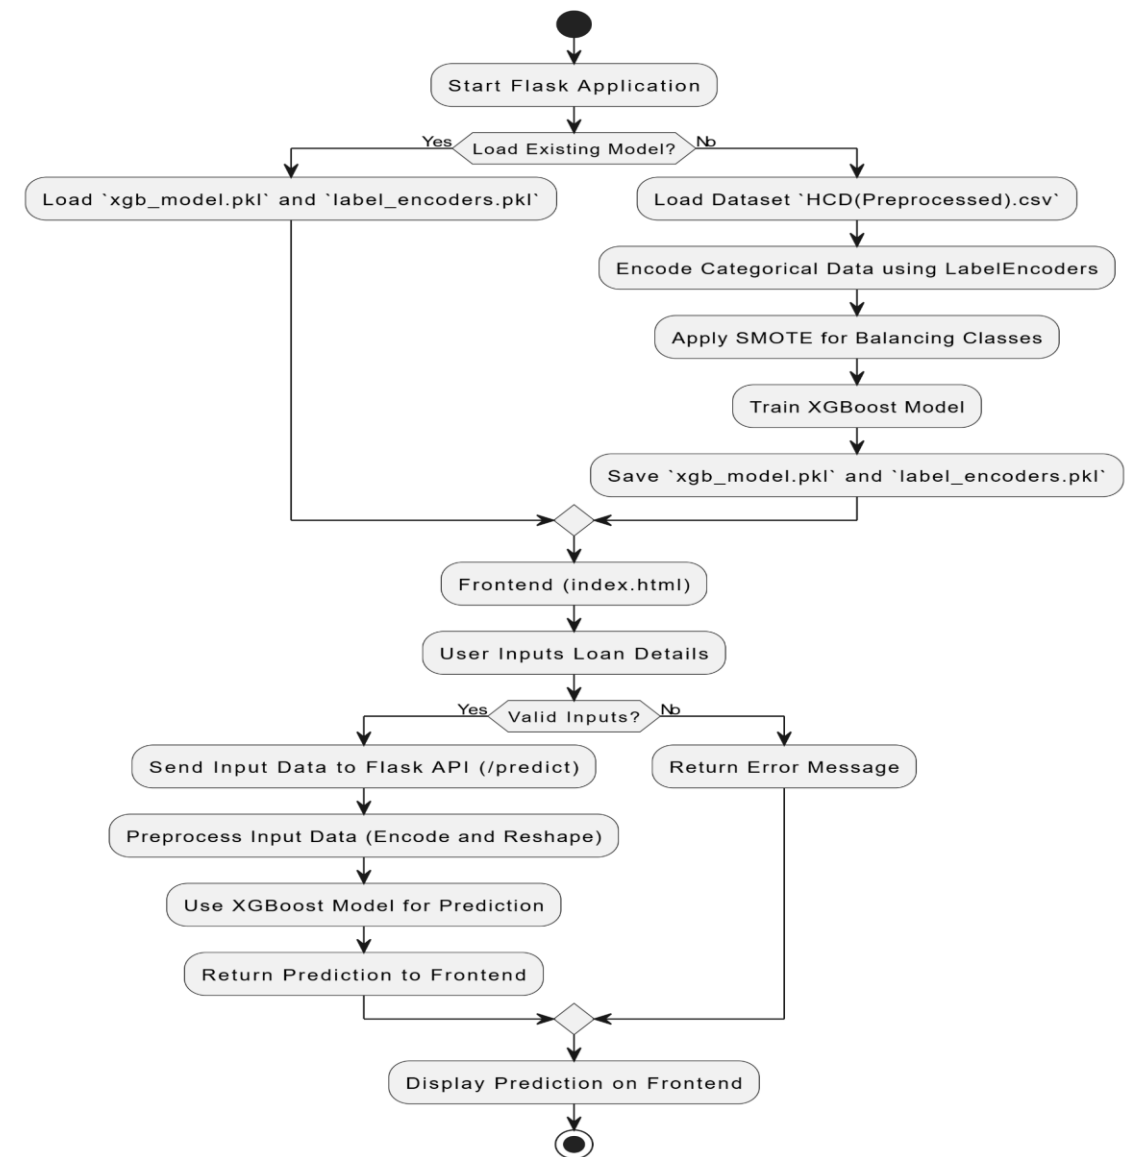 Start Flask Application
Yes
Load Existing Model?
No
Load `xgb_model.pkl` and `label_encoders.pkl`
Load Dataset `HCD(Preprocessed).csv`
Encode Categorical Data using LabelEncoders
Apply SMOTE for Balancing Classes
Train XGBoost Model
Save `xgb_model.pkl` and `label_encoders.pkl`
Frontend (index.html)
User Inputs Loan Details
Yes
Valid Inputs?
No
Send Input Data to Flask API (/predict)
Return Error Message
Preprocess Input Data (Encode and Reshape)
Use XGBoost Model for Prediction
Return Prediction to Frontend
Display Prediction on Frontend